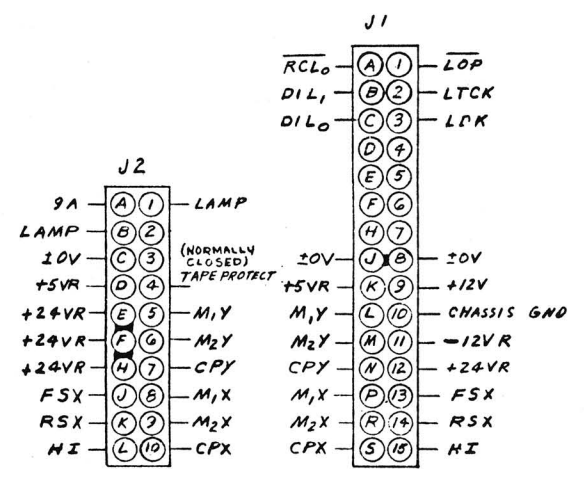 J1
RCL₀ A 1 LOP
DIL₁ B 2 LTCK
DIL₀ C 3
D 4
E 5
F 6
H 7
±0V J 8 ±0V
+5VR K 9 +12V
M₁Y L 10 CHASSIS GND
M₂Y M 11 -12VR
CPY N 12 +24VR
M₁X P 13 FSX
M₂X R 14 RSX
CPX S 15 HI
J2
9A A 1 LAMP
LAMP B 2
±0V C 3 (NORMALLY CLOSED)
+5VR D 4 TAPE PROTECT
+24VR E 5 M₁Y
+24VR F 6 M₂Y
+24VR H 7 CPY
FSX J 8 M₁X
RSX K 9 M₂X
HI L 10 CPX